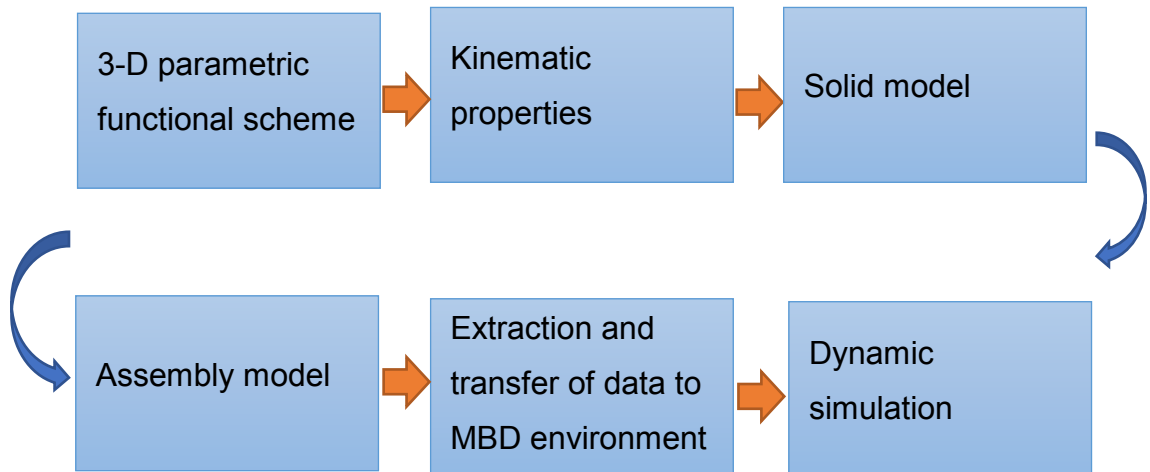 3-D parametric
functional scheme
Kinematic
properties
Solid model
Assembly model
Extraction and
transfer of data to
MBD environment
Dynamic
simulation